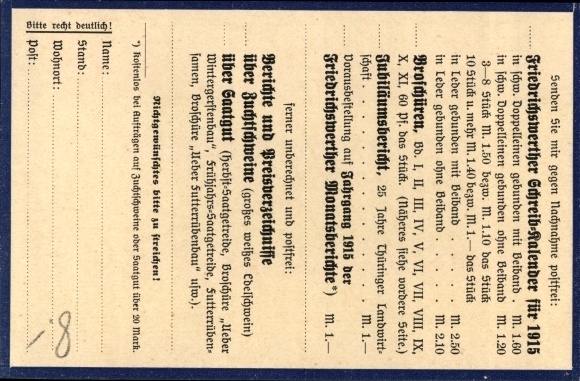 Senden Sie mir gegen Nachnahme postfrei:
Friedrichswerther Schreib-Kalender für 1915
in schw. Doppelleinen gebunden mit Beiband . M. 1.60
in schw. Doppelleinen gebunden ohne Beiband M. 1.20
3—8 Stück M. 1.50 bezw. M. 1.10 das Stück
10 Stück u. mehr M. 1.40 bezw. M. 1.— das Stück
in Leder gebunden mit Beiband . . . . . M. 2.50
in Leder gebunden ohne Beiband . . . . M. 2.10
Broschüren, Bd. I, II, III, IV, V, VI, VII, VIII, IX,
X, XI, 60 Pf. das Stück. (Näheres siehe vordere Seite.)
Jubiläumsbericht, 25 Jahre Thüringer Landwirt-
schaft . . . . . . . . . . . . . . . M. 1.—
Vorausbestellung auf Jahrgang 1915 der
Friedrichswerther Monatsberichte*) M. 1.—
ferner unberechnet und postfrei:
Berichte und Preisverzeichnisse
über Zuchtschweine (großes weißes Edelschwein)
über Saatgut (Herbst-Saatgetreide, Broschüre „Ueber
Wintergerstenbau“, Frühjahrs-Saatgetreide, Futterrüben-
samen, Broschüre „Ueber Futterrübenbau“ usw.).
Nichtgewünschtes bitte zu streichen!
*) Kostenlos bei Aufträgen auf Zuchtschweine oder Saatgut über 20 Mark.
Bitte recht deutlich!
Name:
Stand:
Wohnort:
Post:
8